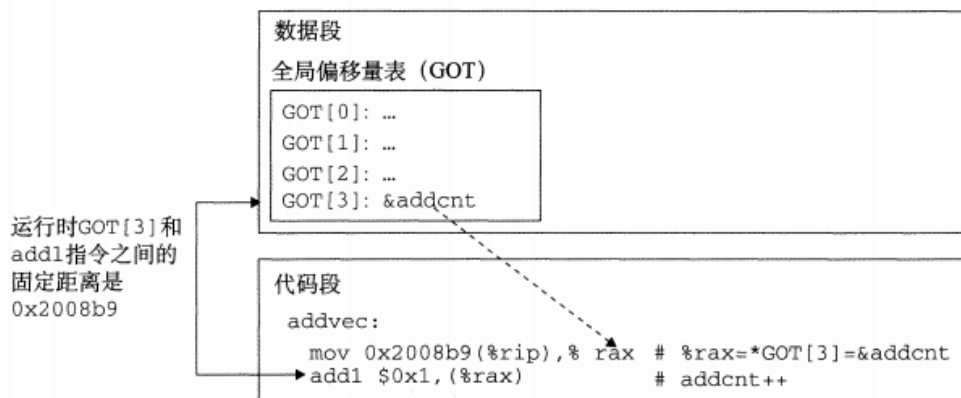 数据段
全局偏移量表（GOT）
GOT[0]: …
GOT[1]: …
GOT[2]: …
GOT[3]: &addcnt
运行时GOT[3]和
addl指令之间的
固定距离是
0x2008b9
代码段
addvec:
mov 0x2008b9(%rip),% rax # %rax=*GOT[3]=&addcnt
addl $0x1,(%rax) # addcnt++